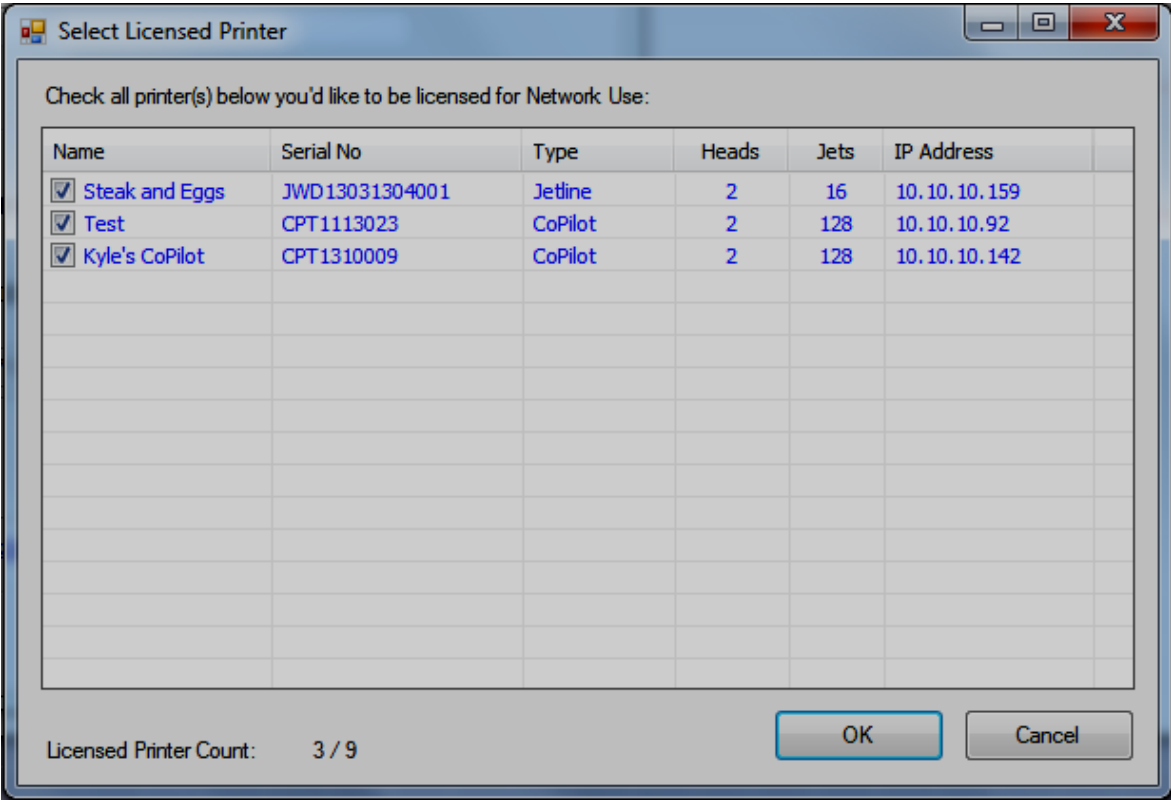 Select Licensed Printer
Check all printer(s) below you'd like to be licensed for Network Use:
Name Serial No Type Heads Jets IP Address
Steak and Eggs JWD13031304001 Jetline 2 16 10.10.10.159
Test CPT1113023 CoPilot 2 128 10.10.10.92
Kyle's CoPilot CPT1310009 CoPilot 2 128 10.10.10.142
Licensed Printer Count: 3 / 9 OK Cancel